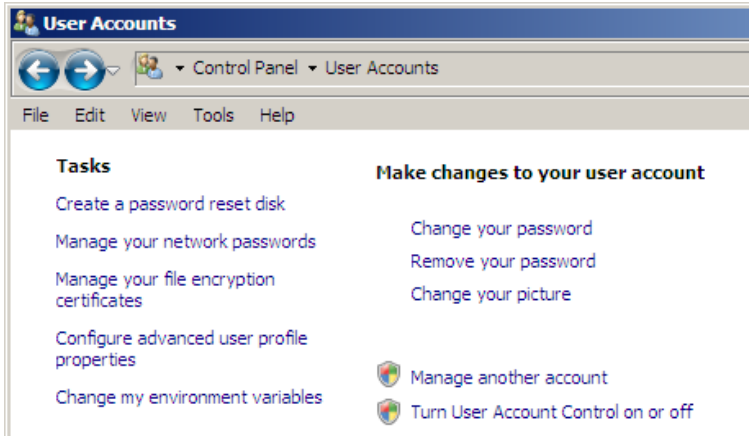 User Accounts
Control Panel User Accounts
File Edit View Tools Help
Tasks
Create a password reset disk
Manage your network passwords
Manage your file encryption
certificates
Configure advanced user profile
properties
Change my environment variables
Make changes to your user account
Change your password
Remove your password
Change your picture
Manage another account
Turn User Account Control on or off